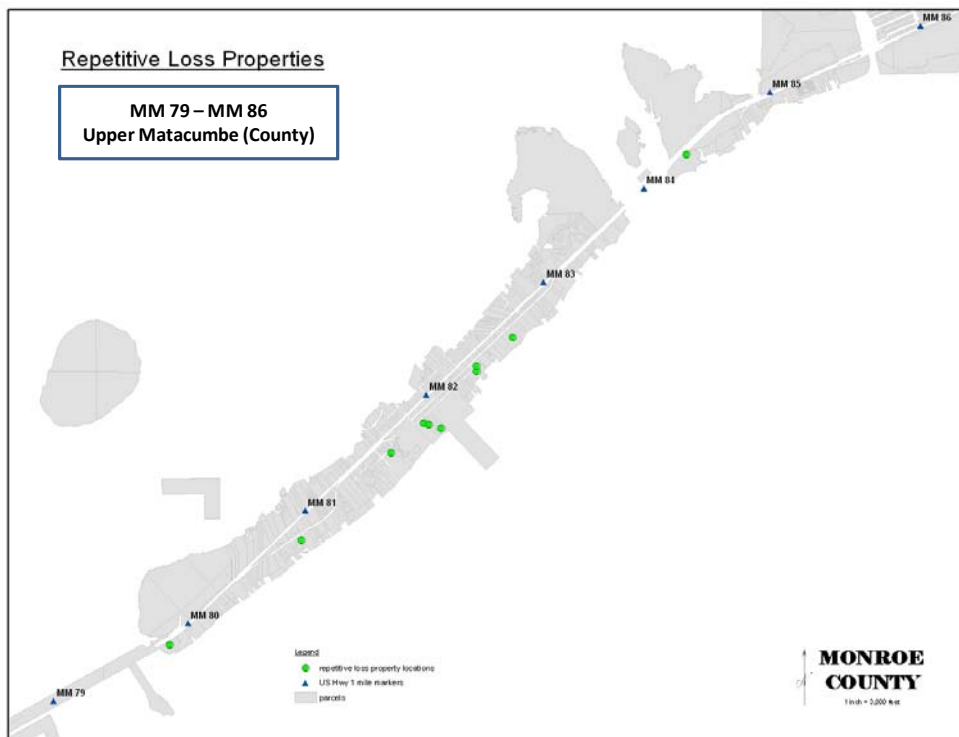 Repetitive Loss Properties
MM 79 – MM 86
Upper Matacumbe (County)
MM 86
MM 85
MM 84
MM 83
MM 82
MM 81
MM 80
MM 79
Legend
repetitive loss property locations
US Hwy 1 mile markers
parcels
MONROE
COUNTY
1 inch = 3,000 feet